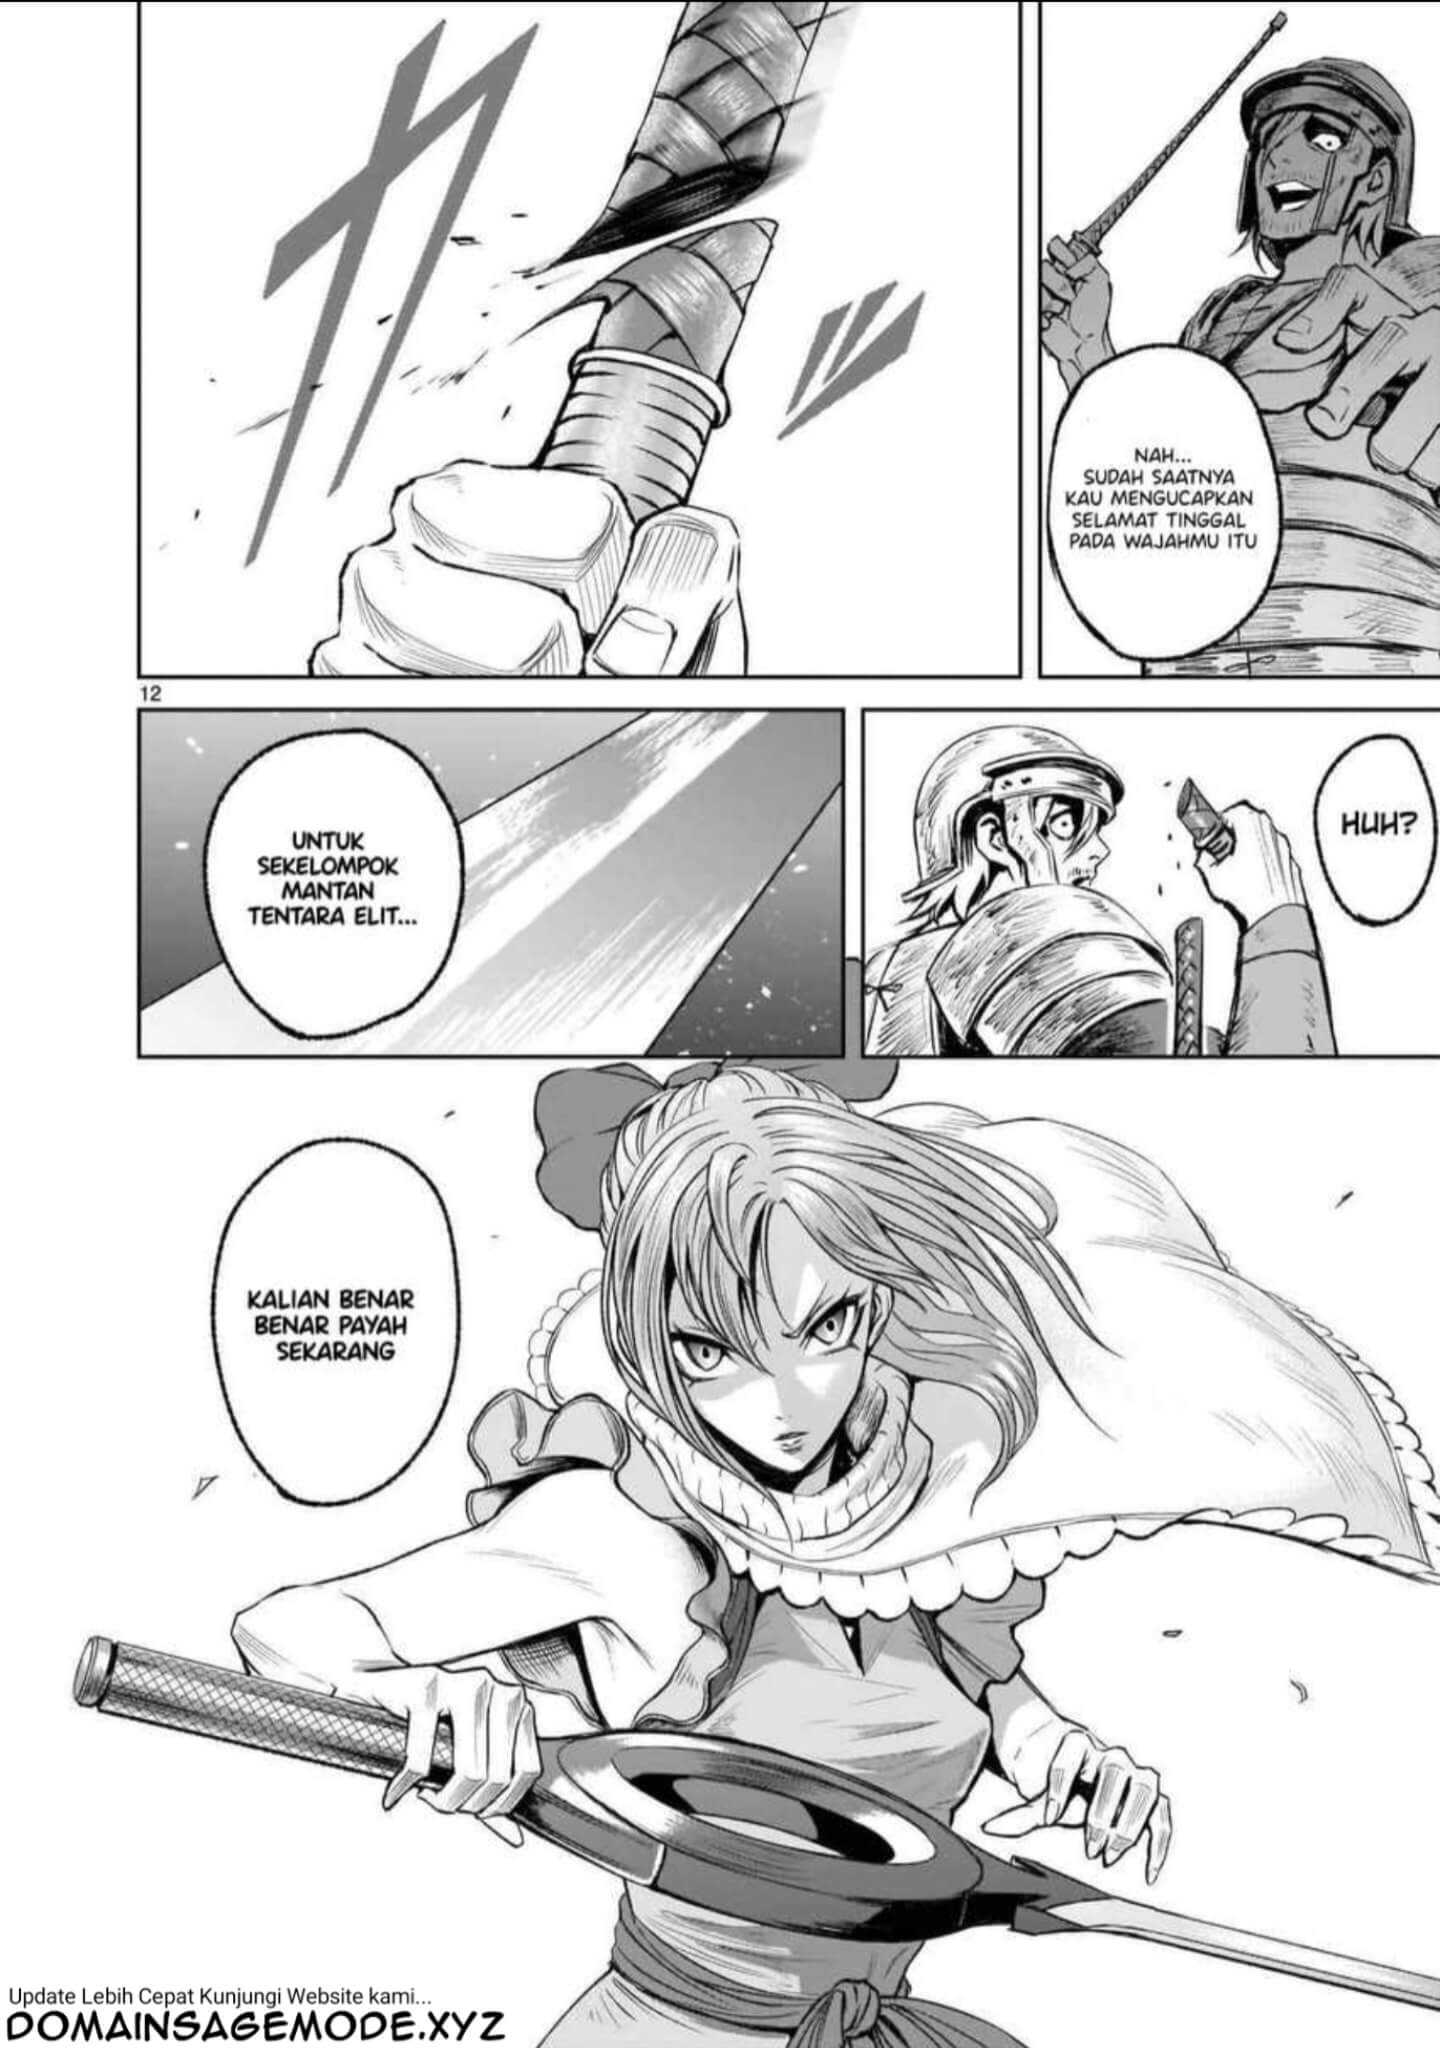 NAH...
SUDAH SAATNYA
KAU MENGUCAPKAN
SELAMAT TINGGAL
PADA WAJAHMU ITU
12
HUH?
UNTUK
SEKELOMPOK
MANTAN
TENTARA ELIT...
KALIAN BENAR
BENAR PAYAH
SEKARANG
Update Lebih Cepat Kunjungi Website kami...
DOMAINSAGEMODE.XYZ